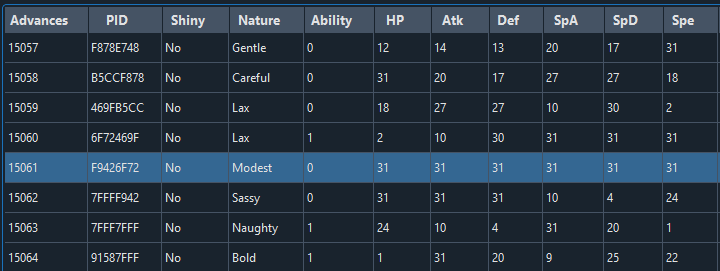 Advances PID Shiny Nature Ability HP Atk Def SpA SpD Spe
15057 F878E748 No Gentle 0 12 14 13 20 17 31
15058 B5CCF878 No Careful 0 31 20 17 27 27 18
15059 469FB5CC No Lax 0 18 27 27 10 30 2
15060 6F72469F No Lax 1 2 10 30 31 31 31
15061 F9426F72 No Modest 0 31 31 31 31 31 31
15062 7FFFF942 No Sassy 0 31 31 31 10 4 24
15063 7FFF7FFF No Naughty 1 24 10 4 31 20 1
15064 91587FFF No Bold 1 1 31 20 9 25 22